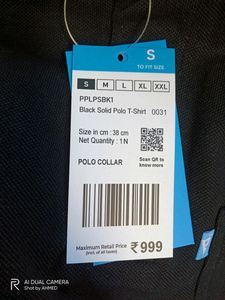 S
TO FIT SIZE
S M L XL XXL
PPLPSBK1
Black Solid Polo T-Shirt 0031
Size in cm : 38 cm
Net Quantity : 1 N
POLO COLLAR
Scan QR to
know more
Maximum Retail Price
(Incl. of all taxes)
₹ 999
AI DUAL CAMERA
Shot by AHMED